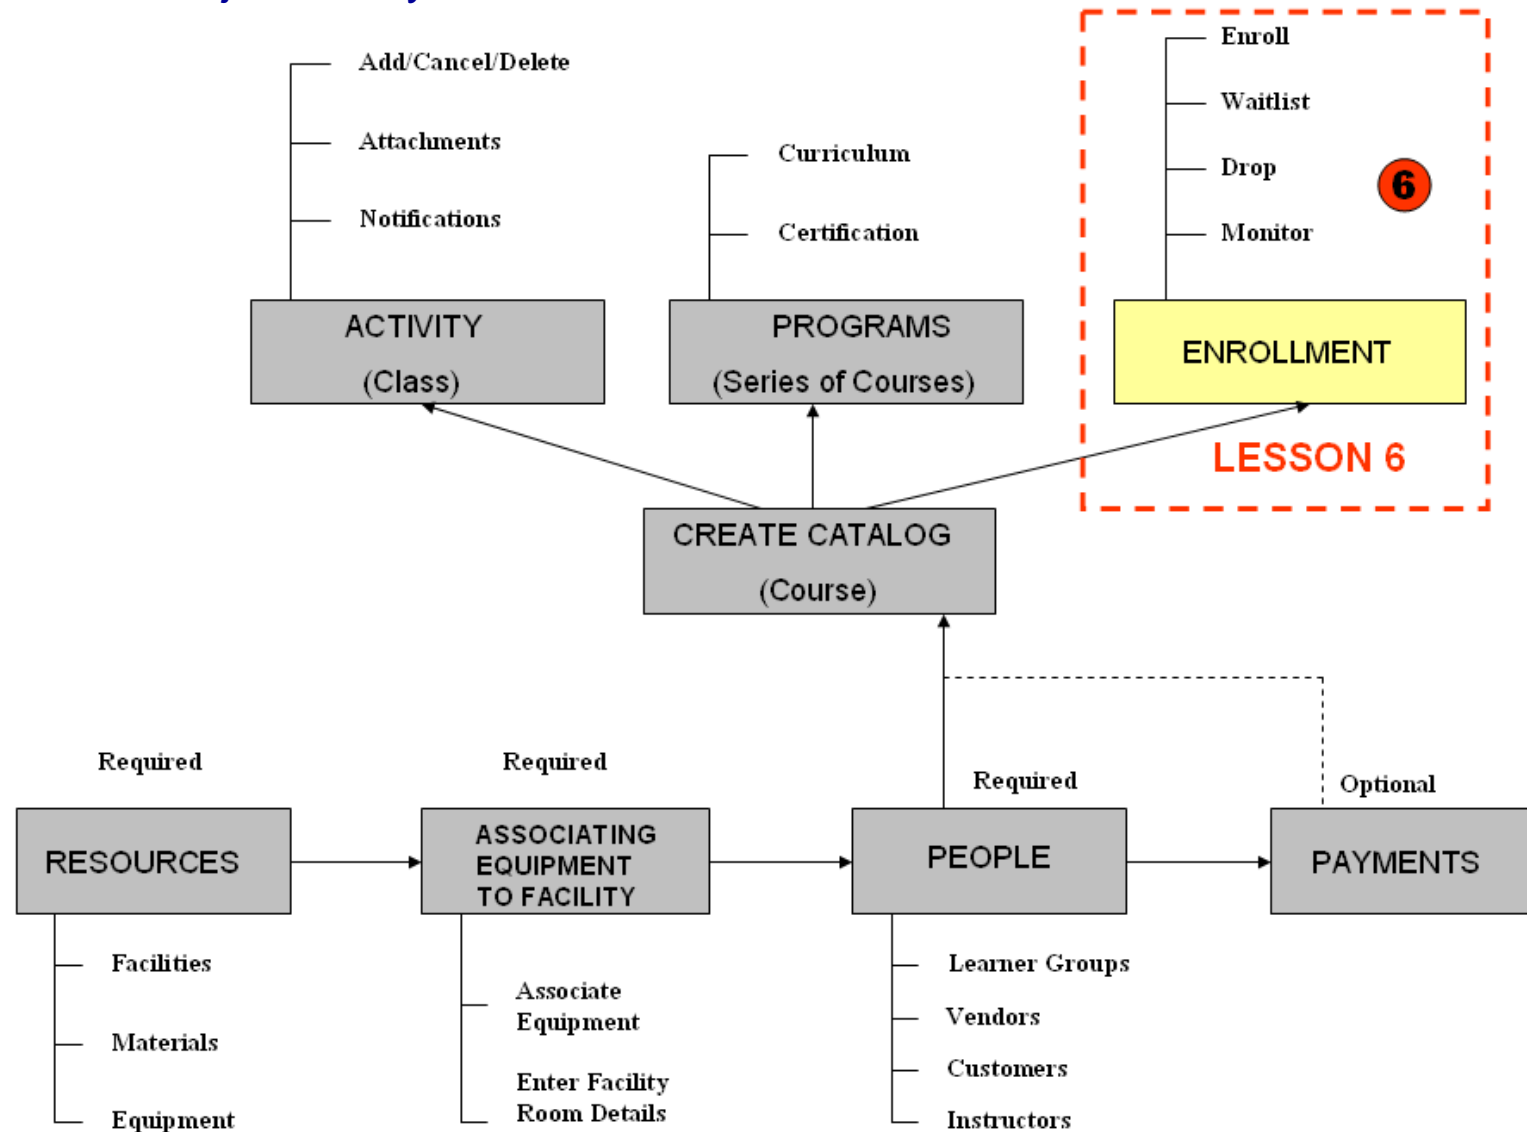 Add/Cancel/Delete
Attachments
Notifications
Curriculum
Certification
Enroll
Waitlist
Drop
Monitor
6
ACTIVITY
(Class)
PROGRAMS
(Series of Courses)
ENROLLMENT
LESSON 6
CREATE CATALOG
(Course)
Required
Required
Required
Optional
RESOURCES
ASSOCIATING
EQUIPMENT
TO FACILITY
PEOPLE
PAYMENTS
Facilities
Materials
Equipment
Associate
Equipment
Enter Facility
Room Details
Learner Groups
Vendors
Customers
Instructors